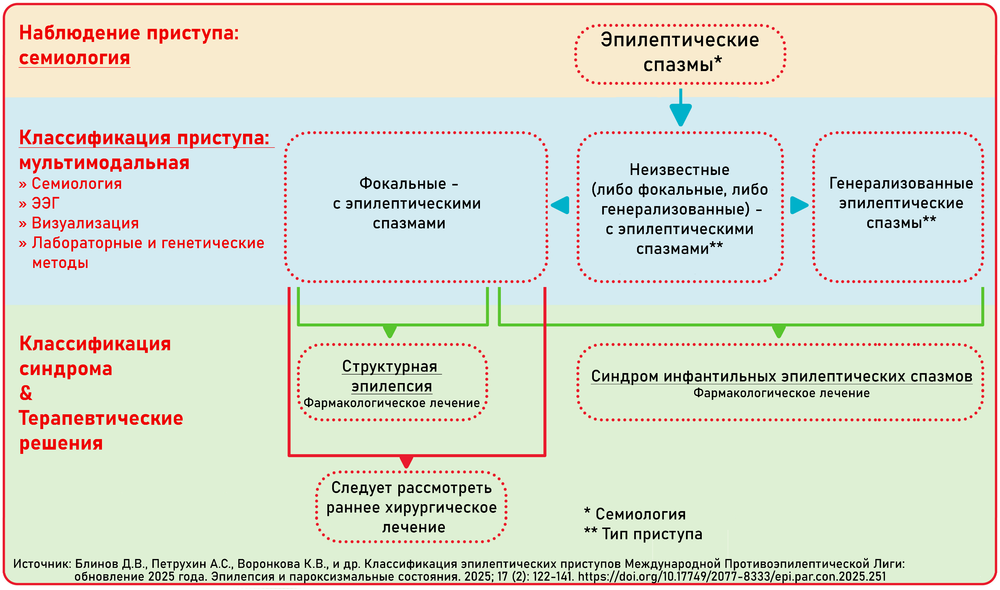 Наблюдение приступа:
семиология
Эпилептические
спазмы*
Классификация приступа:
мультимодальная
» Семиология
» ЭЭГ
» Визуализация
» Лабораторные и генетические
методы
Фокальные -
с эпилептическими
спазмами
Неизвестные
(либо фокальные, либо
генерализованные) -
с эпилептическими
спазмами**
Генерализованные
эпилептические
спазмы**
Классификация
синдрома
&
Терапевтические
решения
Структурная
эпилепсия
Фармакологическое лечение
Синдром инфантильных эпилептических спазмов
Фармакологическое лечение
Следует рассмотреть
раннее хирургическое
лечение
* Семиология
** Тип приступа
Источник: Блинов Д.В., Петрухин А.С., Воронкова К.В., и др. Классификация эпилептических приступов Международной Противоэпилептической Лиги:
обновление 2025 года. Эпилепсия и пароксизмальные состояния. 2025; 17 (2): 122-141. https://doi.org/10.17749/2077-8333/epi.par.con.2025.251